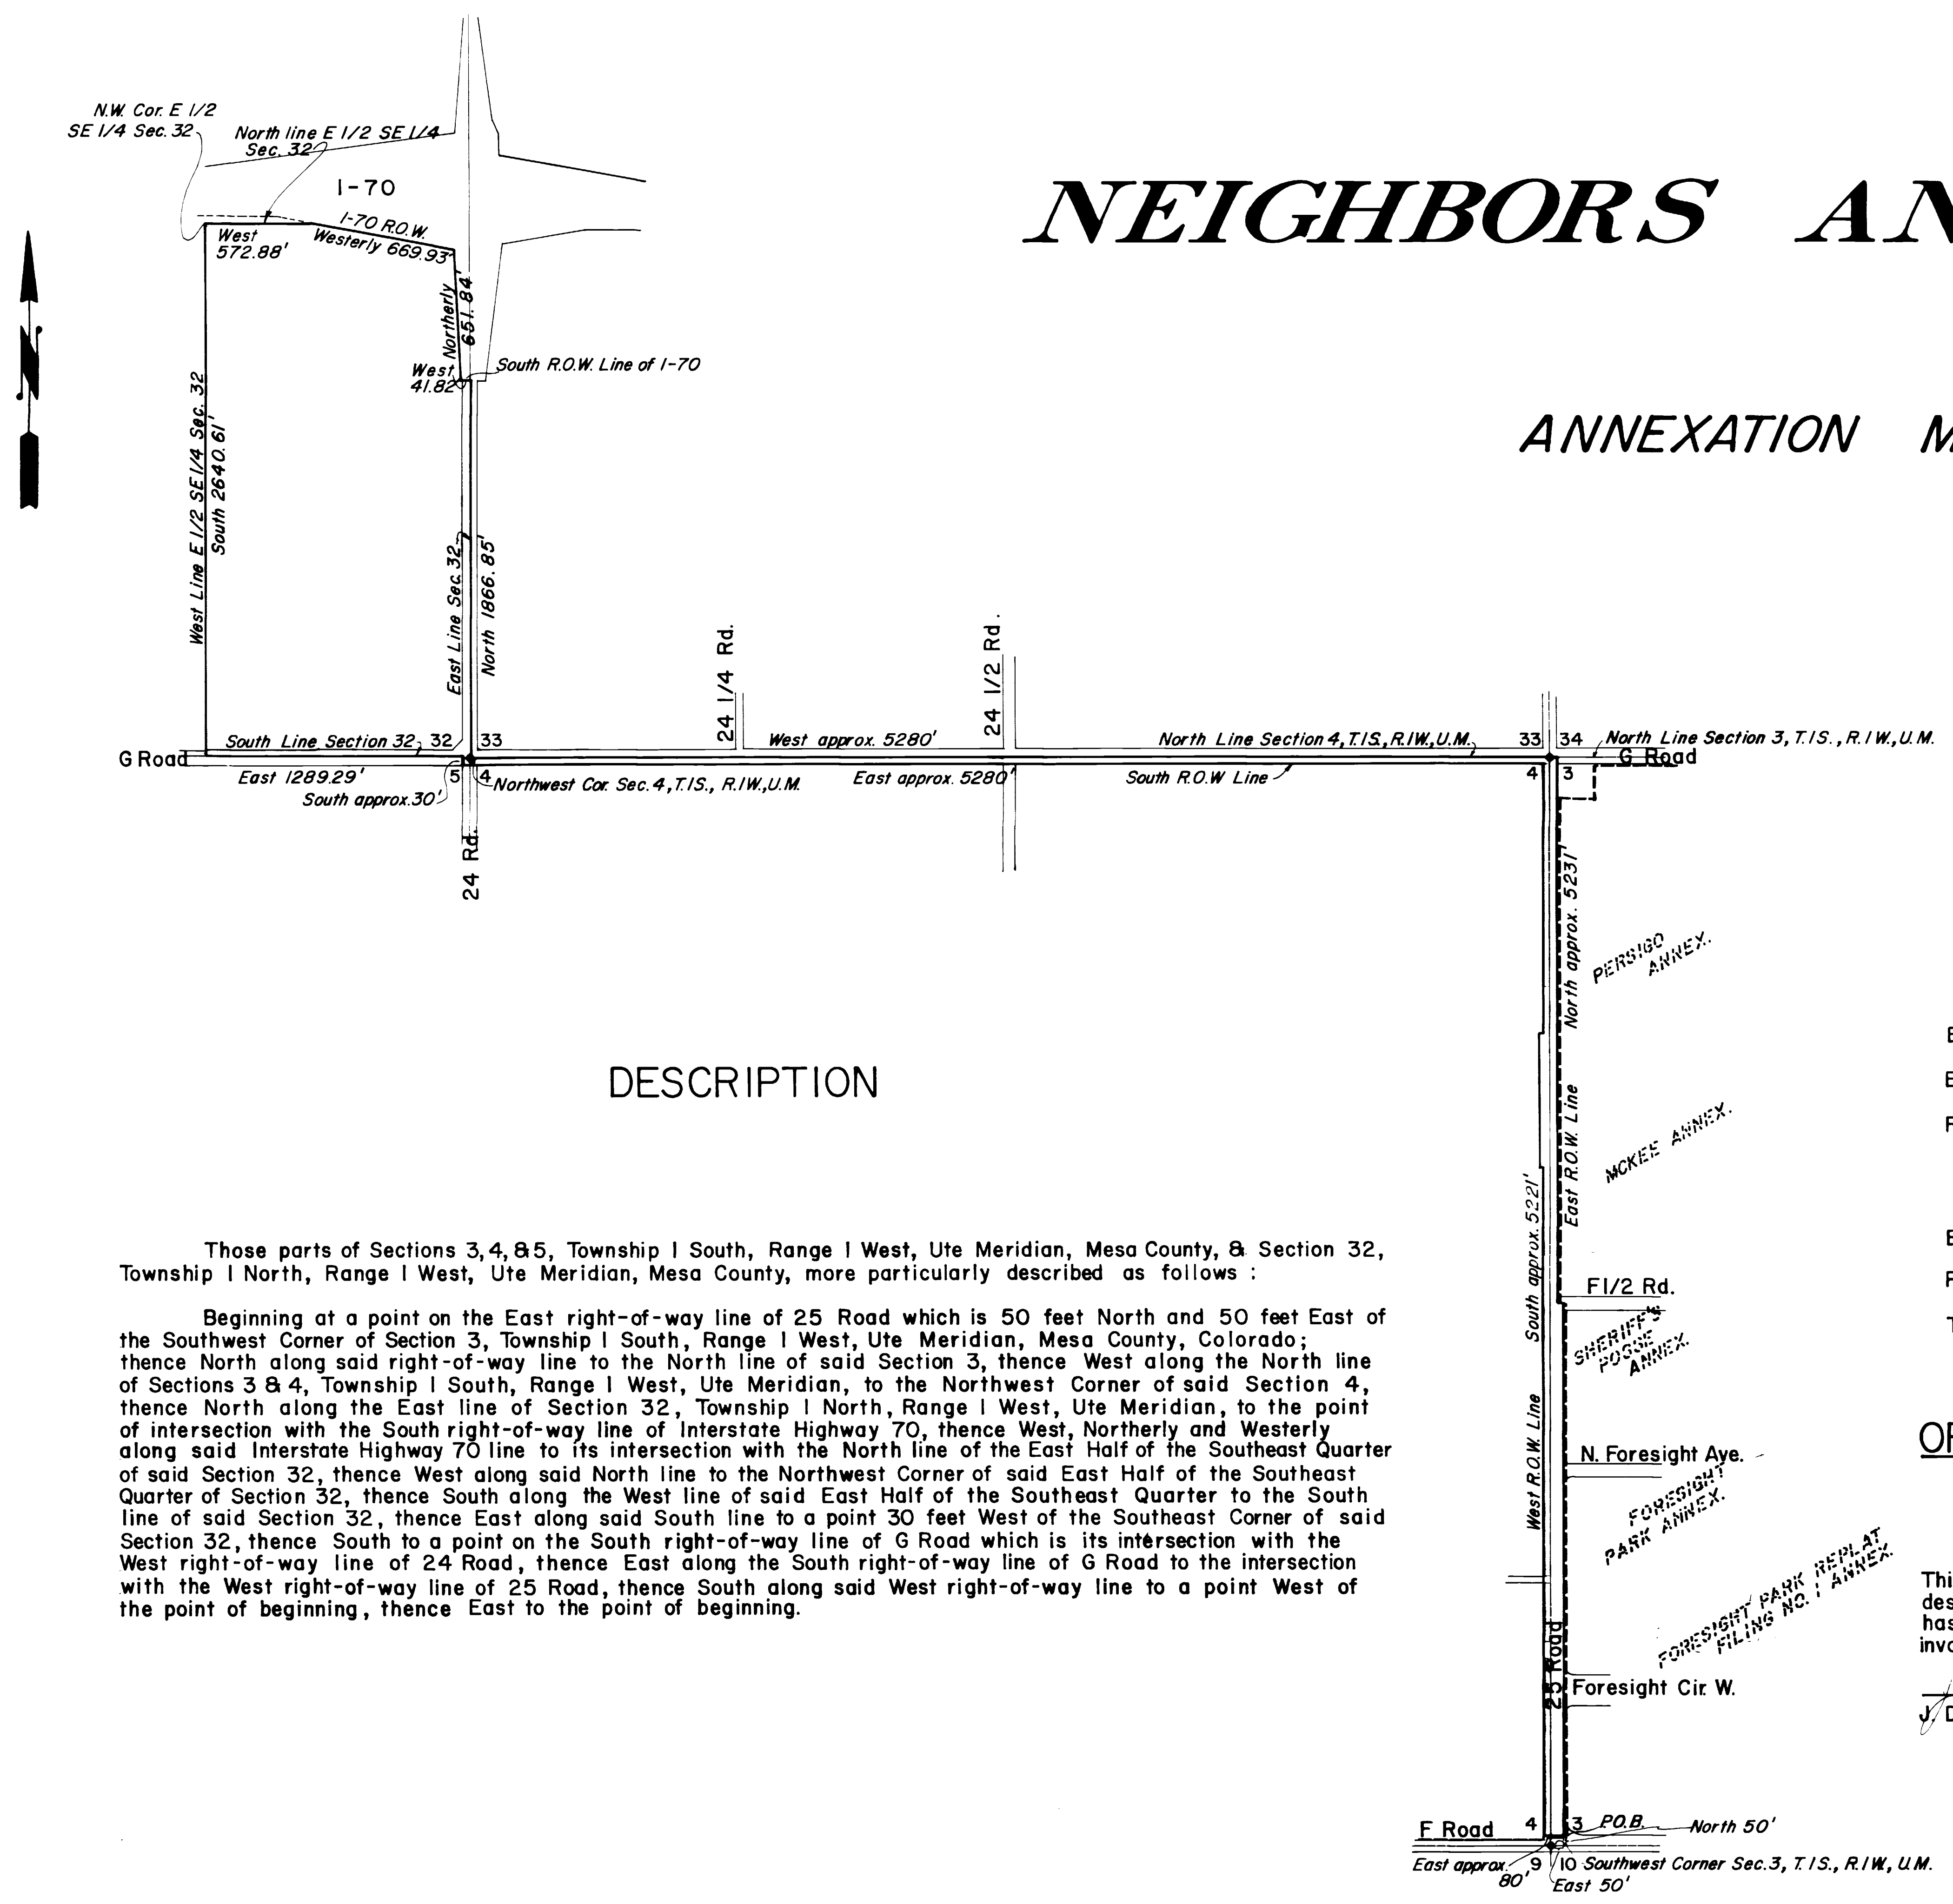 NEIGHBORS AN
ANNEXATION M
N.W. Cor. E 1/2
SE 1/4 Sec. 32
North line E 1/2 SE 1/4
Sec. 32
I-70
I-70 R.O.W.
West
572.88'
Westerly 669.93'
Northerly
651.84'
N
West
41.82'
South R.O.W. Line of I-70
West Line E 1/2 SE 1/4 Sec. 32
South 2640.61'
East Line Sec. 32
North 1866.85'
24 1/4 Rd.
24 1/2 Rd.
G Road
South Line Section 32
32
33
West approx. 5280'
North Line Section 4, T.1S., R.1W., U.M.
33
34
North Line Section 3, T.1S., R.1W., U.M.
G Road
East 1289.29'
5
4
Northwest Cor. Sec. 4, T.1S., R.1W., U.M.
East approx. 5280'
South R.O.W Line
4
3
South approx. 30'
24 Rd.
North approx. 5231'
PERSIGO
ANNEX.
DESCRIPTION
MCKEE ANNEX.
East R.O.W. Line
South approx. 5221'
Those parts of Sections 3,4,&5, Township 1 South, Range 1 West, Ute Meridian, Mesa County, & Section 32,
Township 1 North, Range 1 West, Ute Meridian, Mesa County, more particularly described as follows :
Beginning at a point on the East right-of-way line of 25 Road which is 50 feet North and 50 feet East of
the Southwest Corner of Section 3, Township 1 South, Range 1 West, Ute Meridian, Mesa County, Colorado;
thence North along said right-of-way line to the North line of said Section 3, thence West along the North line
of Sections 3 & 4, Township 1 South, Range 1 West, Ute Meridian, to the Northwest Corner of said Section 4,
thence North along the East line of Section 32, Township 1 North, Range 1 West, Ute Meridian, to the point
of intersection with the South right-of-way line of Interstate Highway 70, thence West, Northerly and Westerly
along said Interstate Highway 70 line to its intersection with the North line of the East Half of the Southeast Quarter
of said Section 32, thence West along said North line to the Northwest Corner of said East Half of the Southeast
Quarter of Section 32, thence South along the West line of said East Half of the Southeast Quarter to the South
line of said Section 32, thence East along said South line to a point 30 feet West of the Southeast Corner of said
Section 32, thence South to a point on the South right-of-way line of G Road which is its intersection with the
West right-of-way line of 24 Road, thence East along the South right-of-way line of G Road to the intersection
with the West right-of-way line of 25 Road, thence South along said West right-of-way line to a point West of
the point of beginning, thence East to the point of beginning.
F 1/2 Rd.
SHERIFF'S
POSSE
ANNEX.
West R.O.W. Line
N. Foresight Ave.
FORESIGHT
PARK ANNEX.
FORESIGHT PARK REPLAT
FILING NO. 1 ANNEX.
25 Road
Foresight Cir. W.
F Road
4
3
P.O.B.
North 50'
East approx.
80'
9
10
Southwest Corner Sec. 3, T.1S., R.1W., U.M.
East 50'
Thi
des
has
inv
J. D